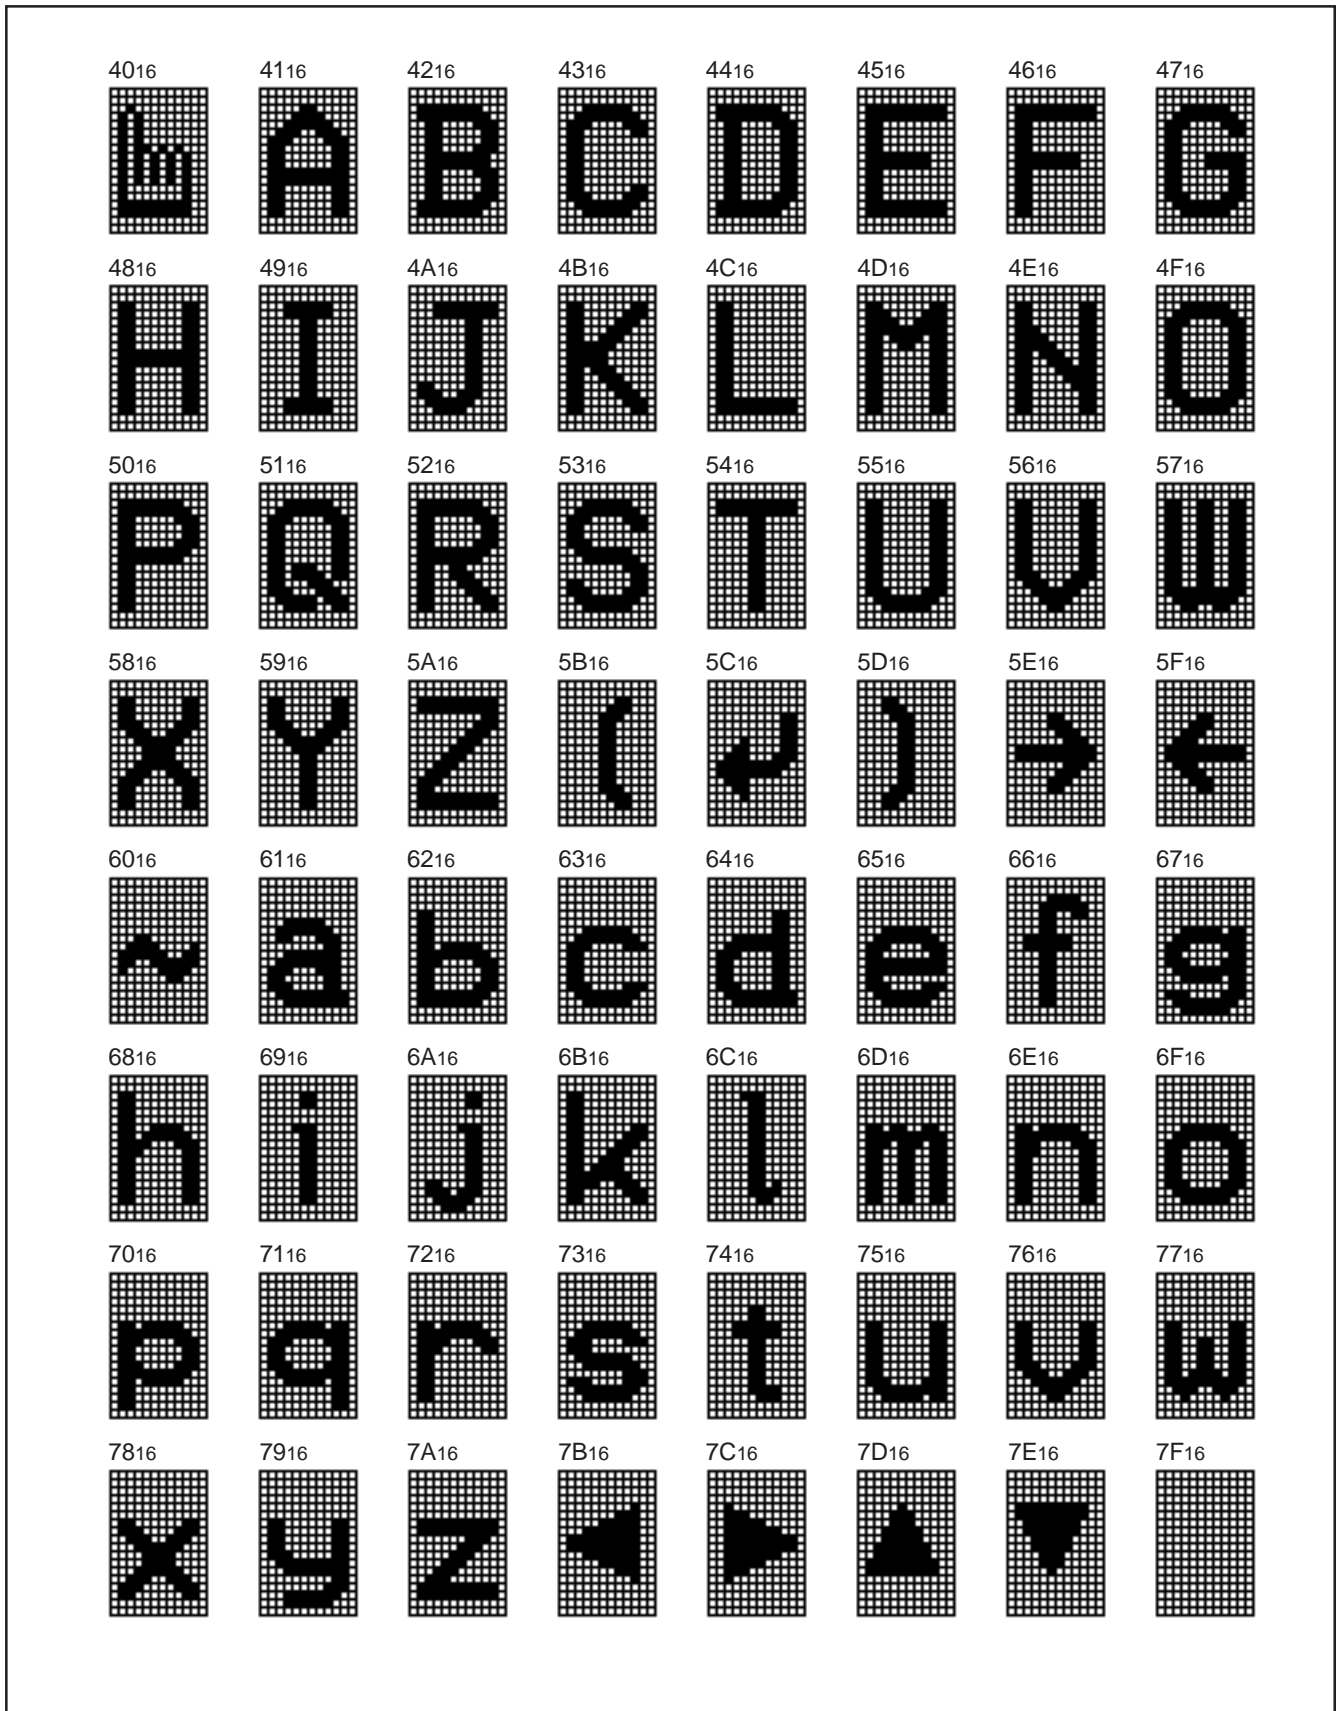 4016 4116 4216 4316 4416 4516 4616 4716
A B C D E F G
4816 4916 4A16 4B16 4C16 4D16 4E16 4F16
H I J K L M N O
5016 5116 5216 5316 5416 5516 5616 5716
P Q R S T U V W
5816 5916 5A16 5B16 5C16 5D16 5E16 5F16
X Y Z ( ↲ ) → ←
6016 6116 6216 6316 6416 6516 6616 6716
~ a b c d e f g
6816 6916 6A16 6B16 6C16 6D16 6E16 6F16
h i j k l m n o
7016 7116 7216 7316 7416 7516 7616 7716
p q r s t u v w
7816 7916 7A16 7B16 7C16 7D16 7E16 7F16
x y z ◀ ▶ ▲ ▼